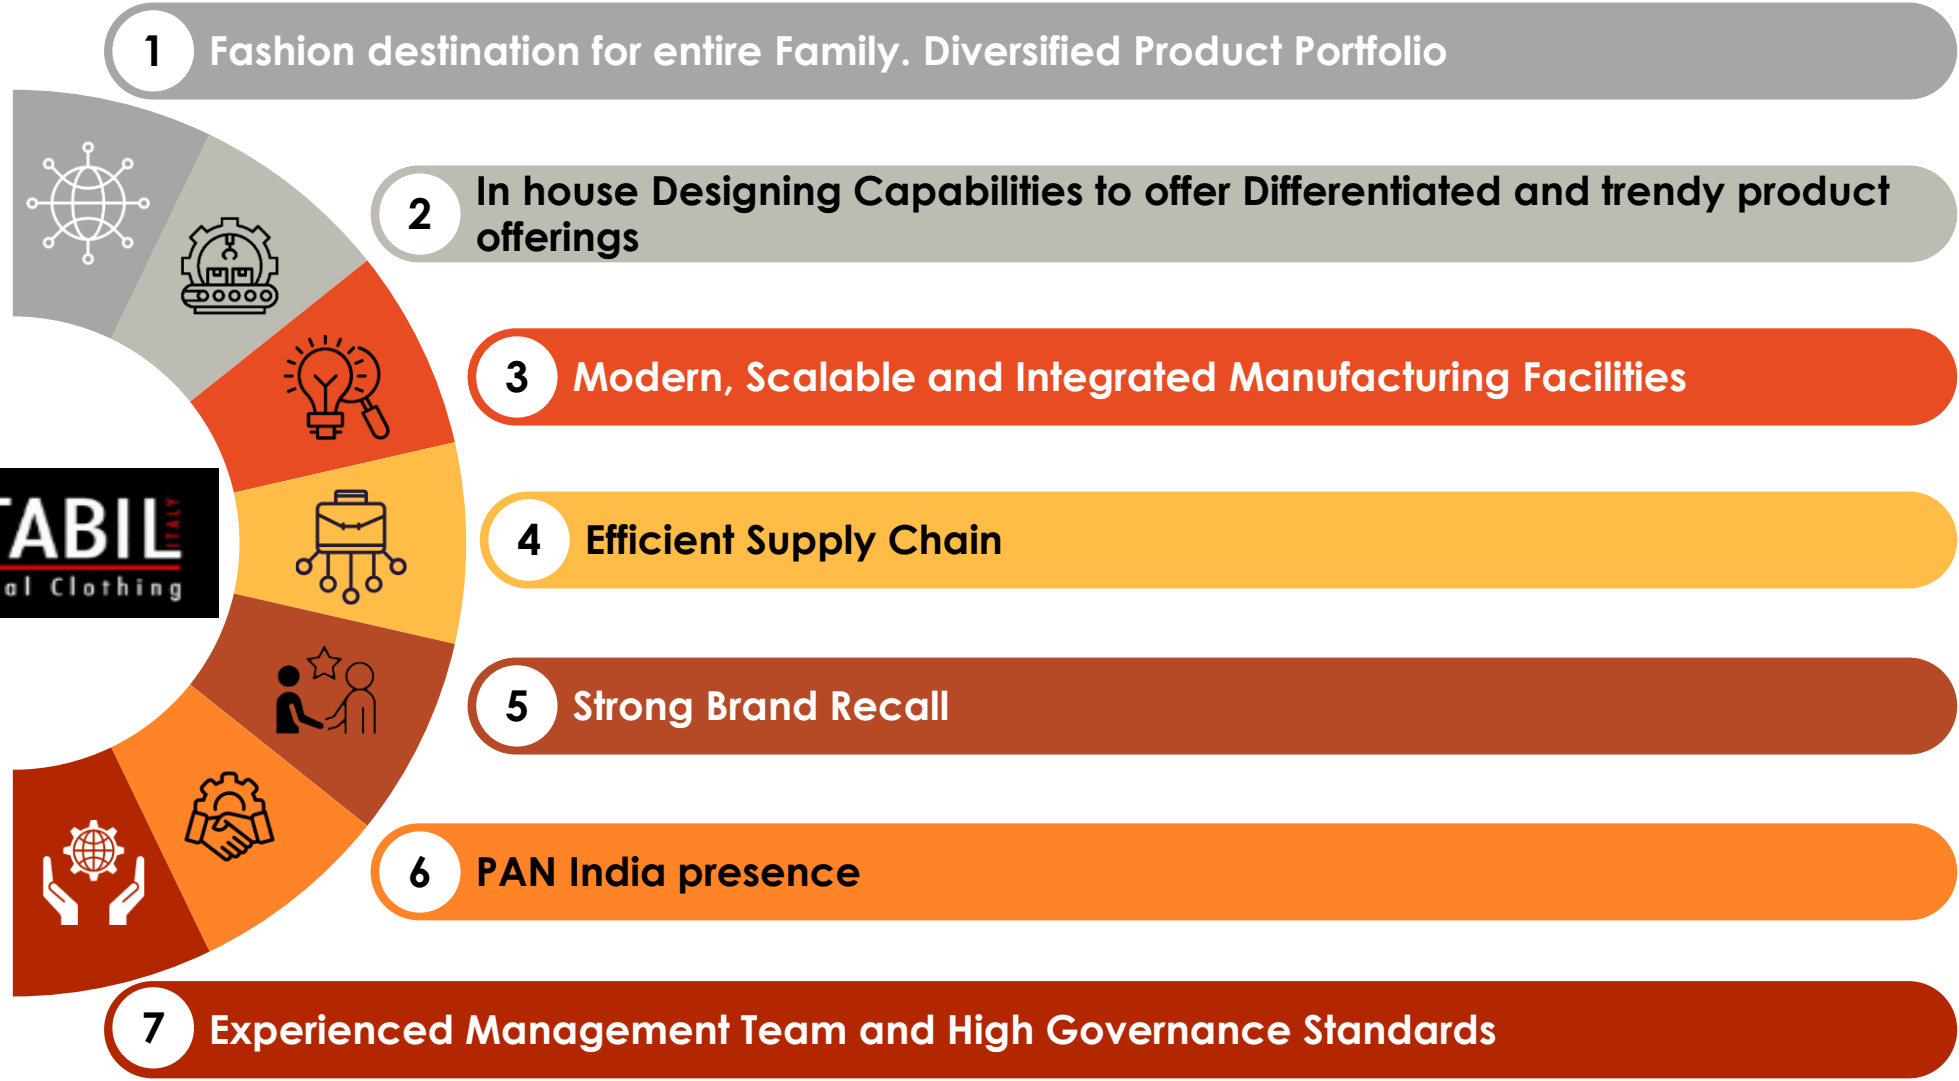 1 Fashion destination for entire Family. Diversified Product Portfolio
2 In house Designing Capabilities to offer Differentiated and trendy product
offerings
3 Modern, Scalable and Integrated Manufacturing Facilities
TABIL ITALY
al Clothing
4 Efficient Supply Chain
5 Strong Brand Recall
6 PAN India presence
7 Experienced Management Team and High Governance Standards